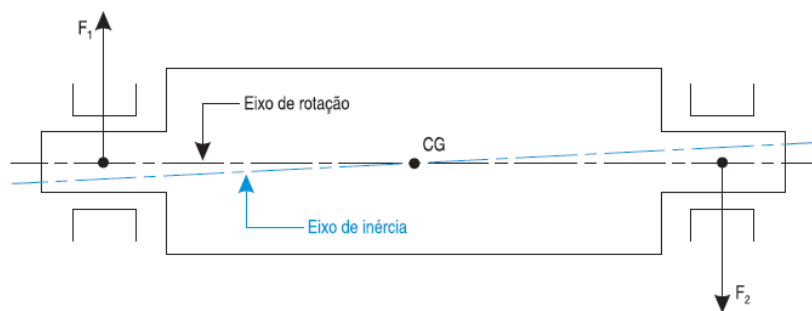 F₁
Eixo de rotação
CG
Eixo de inércia
F₂